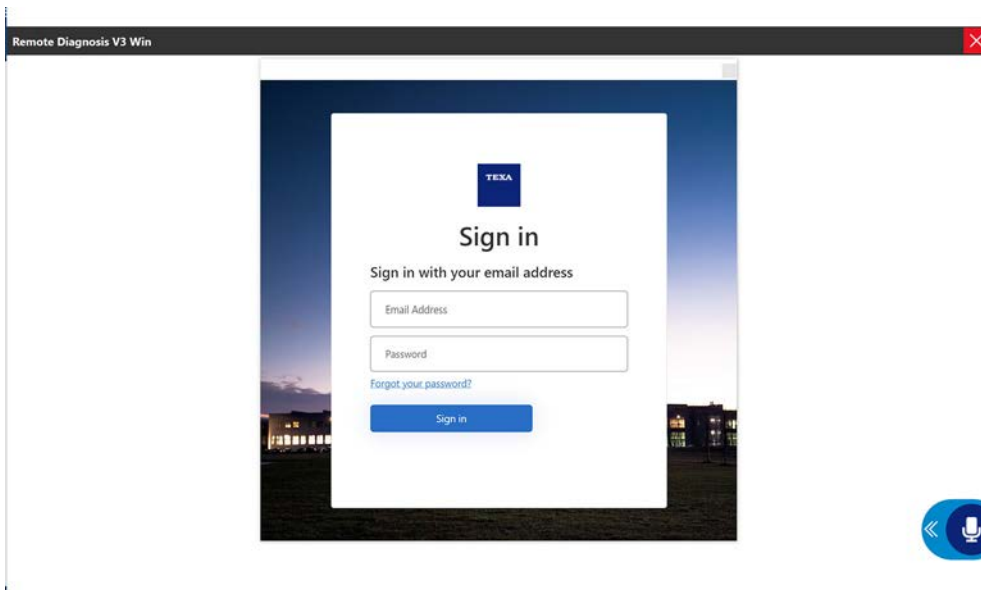 Remote Diagnosis V3 Win
TEXA
Sign in
Sign in with your email address
Email Address
Password
Forgot your password?
Sign in